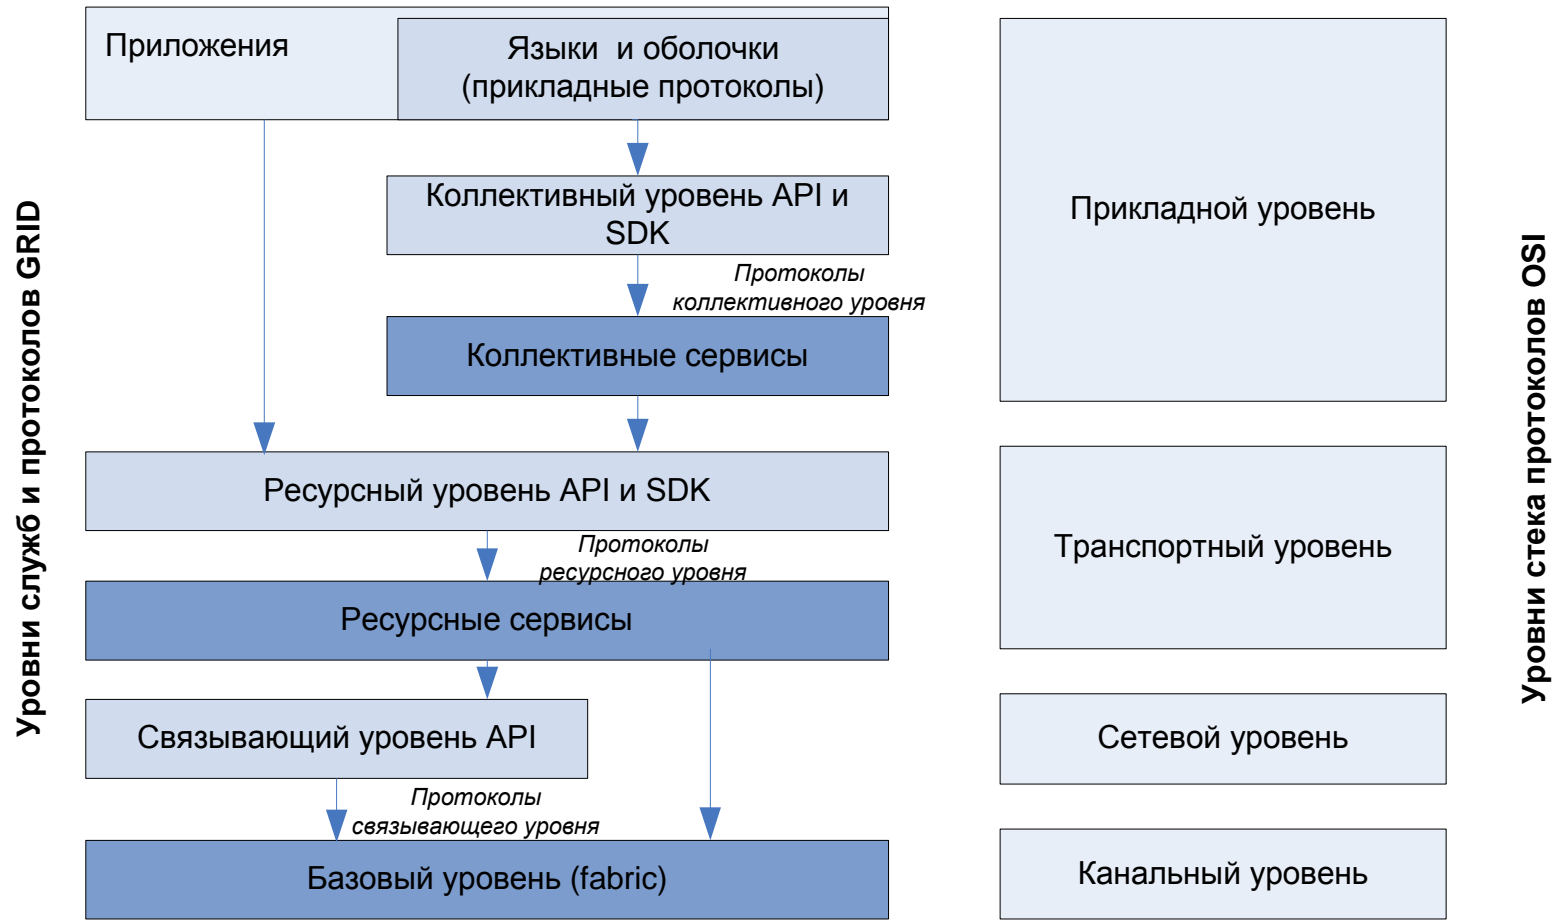 Уровни служб и протоколов GRID
Приложения
Языки и оболочки
(прикладные протоколы)
Коллективный уровень API и
SDK
Протоколы
коллективного уровня
Коллективные сервисы
Ресурсный уровень API и SDK
Протоколы
ресурсного уровня
Ресурсные сервисы
Связывающий уровень API
Протоколы
связывающего уровня
Базовый уровень (fabric)
Прикладной уровень
Транспортный уровень
Сетевой уровень
Канальный уровень
Уровни стека протоколов OSI